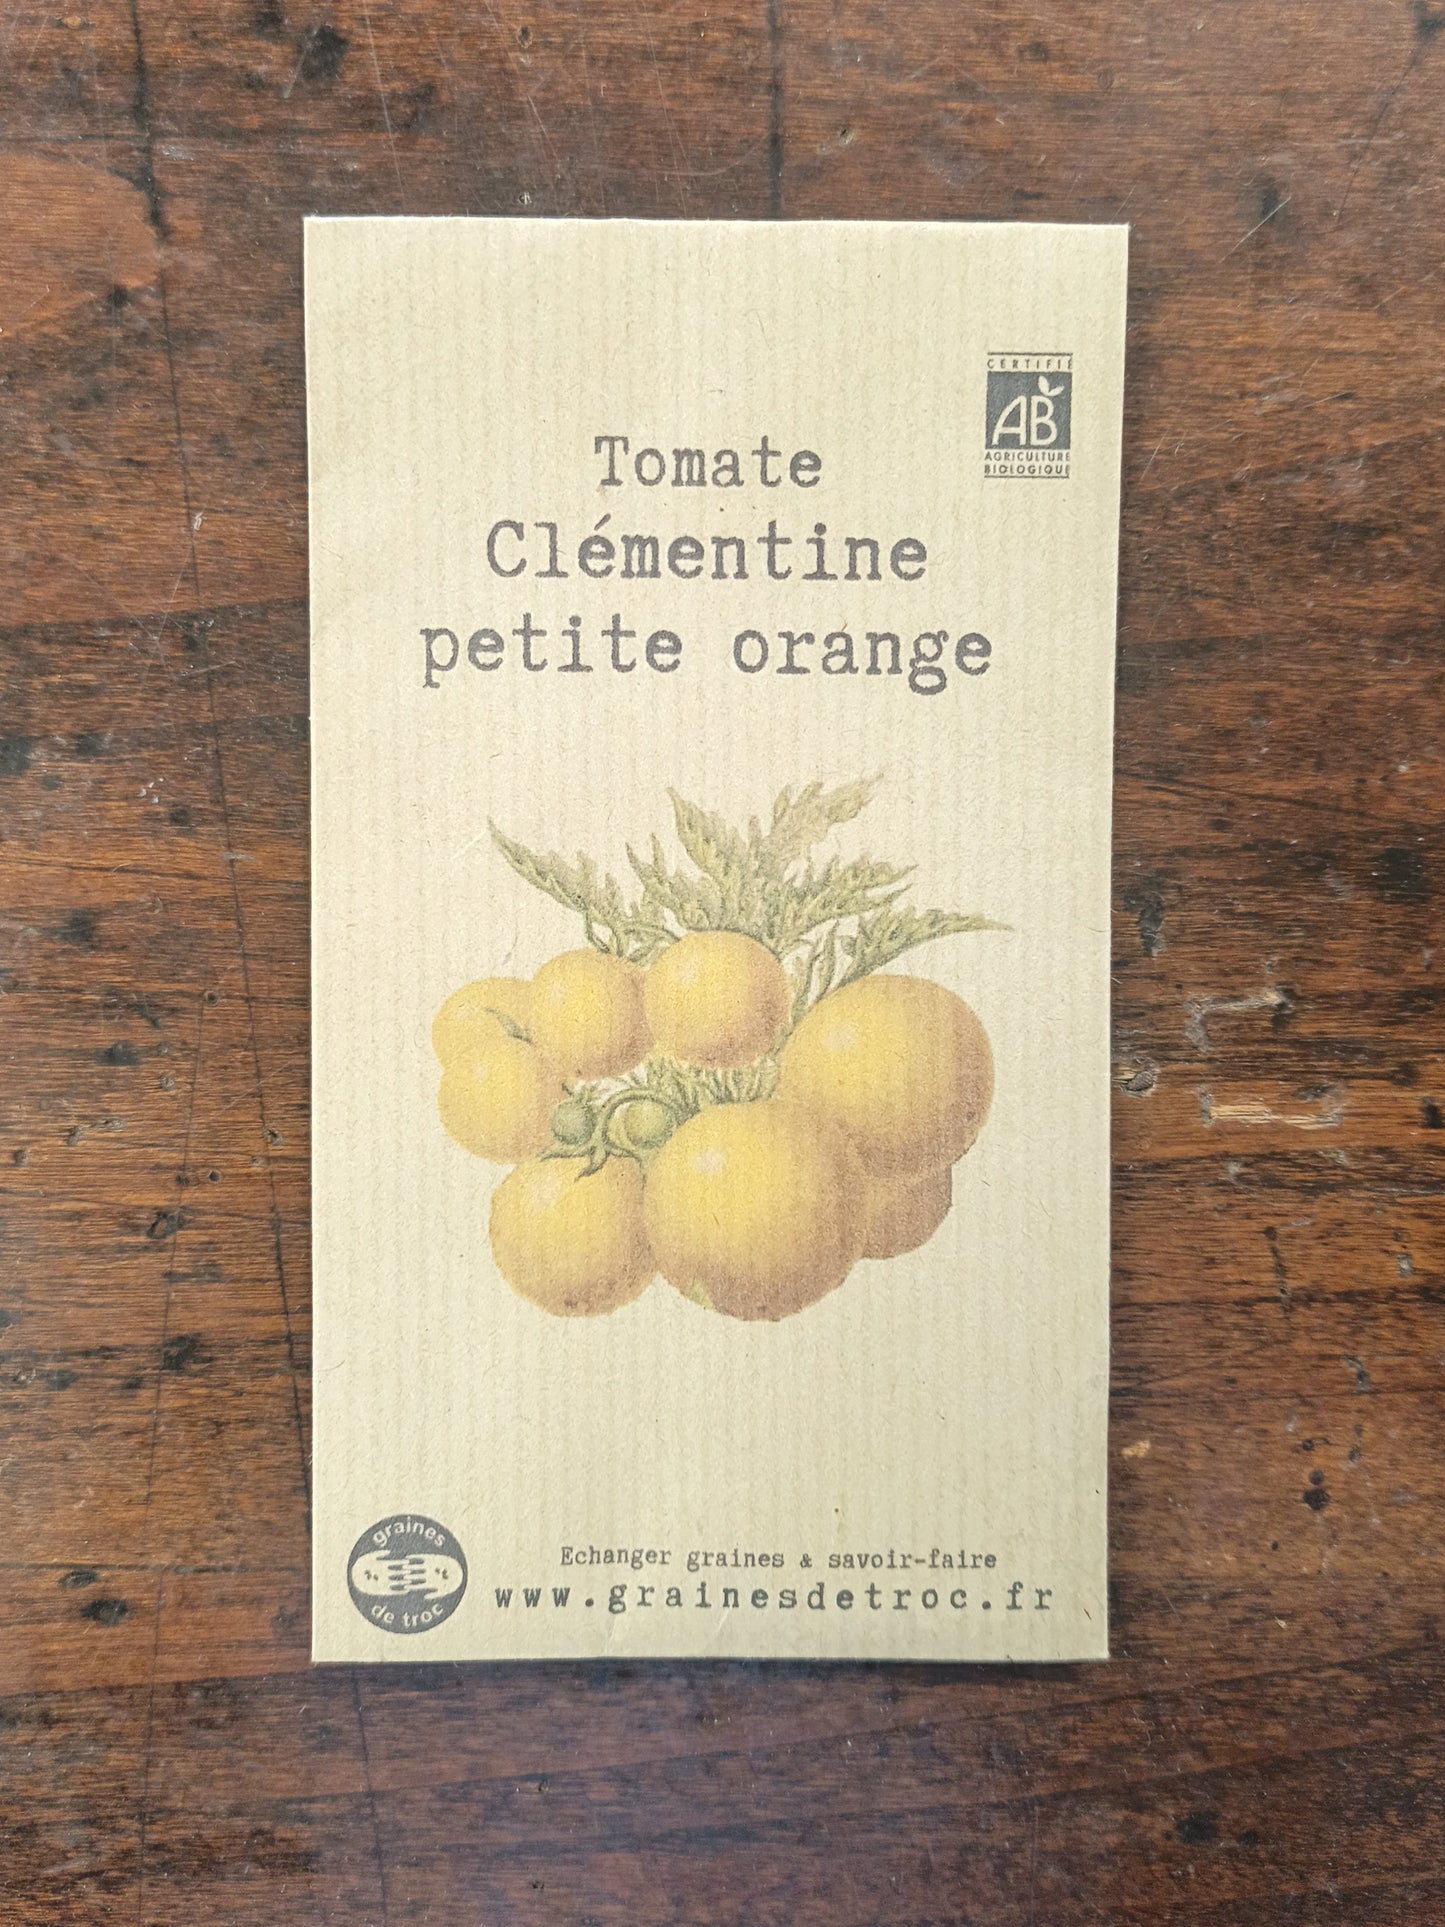 CERTIFIÉ
AB
AGRICULTURE
BIOLOGIQUE
Tomate
Clémentine
petite orange
graines
de troc
Echanger graines & savoir-faire
www.grainesdetroc.fr